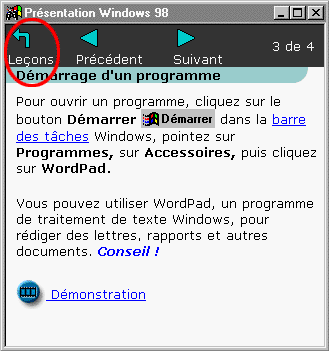 Présentation Windows 98
Leçons Précédent Suivant 3 de 4
Démarrage d'un programme
Pour ouvrir un programme, cliquez sur le
bouton Démarrer Démarrer dans la barre
des tâches Windows, pointez sur
Programmes, sur Accessoires, puis cliquez
sur WordPad.
Vous pouvez utiliser WordPad, un programme
de traitement de texte Windows, pour
rédiger des lettres, rapports et autres
documents. Conseil !
Démonstration